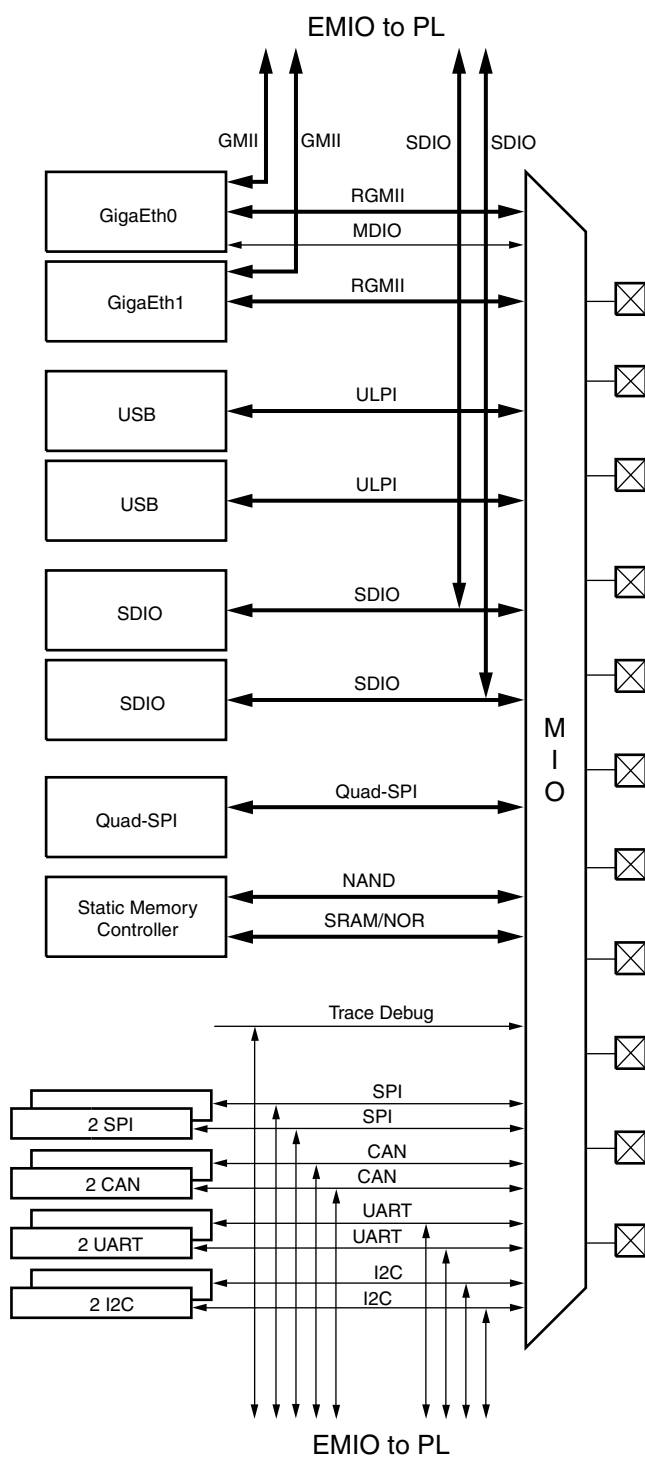 EMIO to PL
GMII
GMII
SDIO
SDIO
GigaEth0
RGMII
MDIO
GigaEth1
RGMII
USB
ULPI
USB
ULPI
SDIO
SDIO
SDIO
SDIO
M
I
O
Quad-SPI
Quad-SPI
Static Memory
Controller
NAND
SRAM/NOR
Trace Debug
SPI
2 SPI
SPI
CAN
2 CAN
CAN
UART
2 UART
UART
I2C
2 I2C
I2C
EMIO to PL